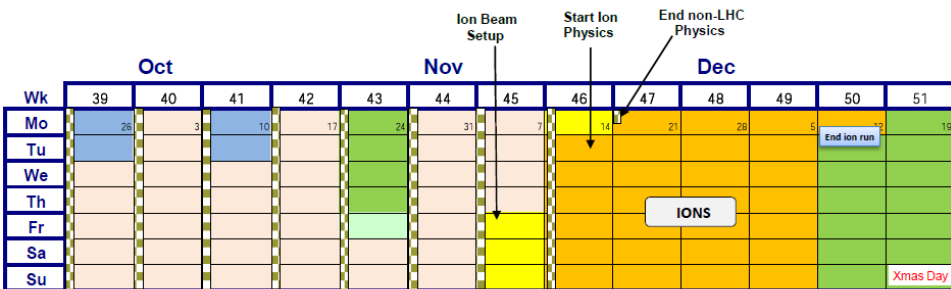 Ion Beam
Setup
Start Ion
Physics
End non-LHC
Physics
Oct Nov Dec
Wk 39 40 41 42 43 44 45 46 47 48 49 50 51
Mo 26 3 10 17 24 31 7 14 21 28 5 12 19
End ion run
Tu
We
Th
IONS
Fr
Sa
Su Xmas Day